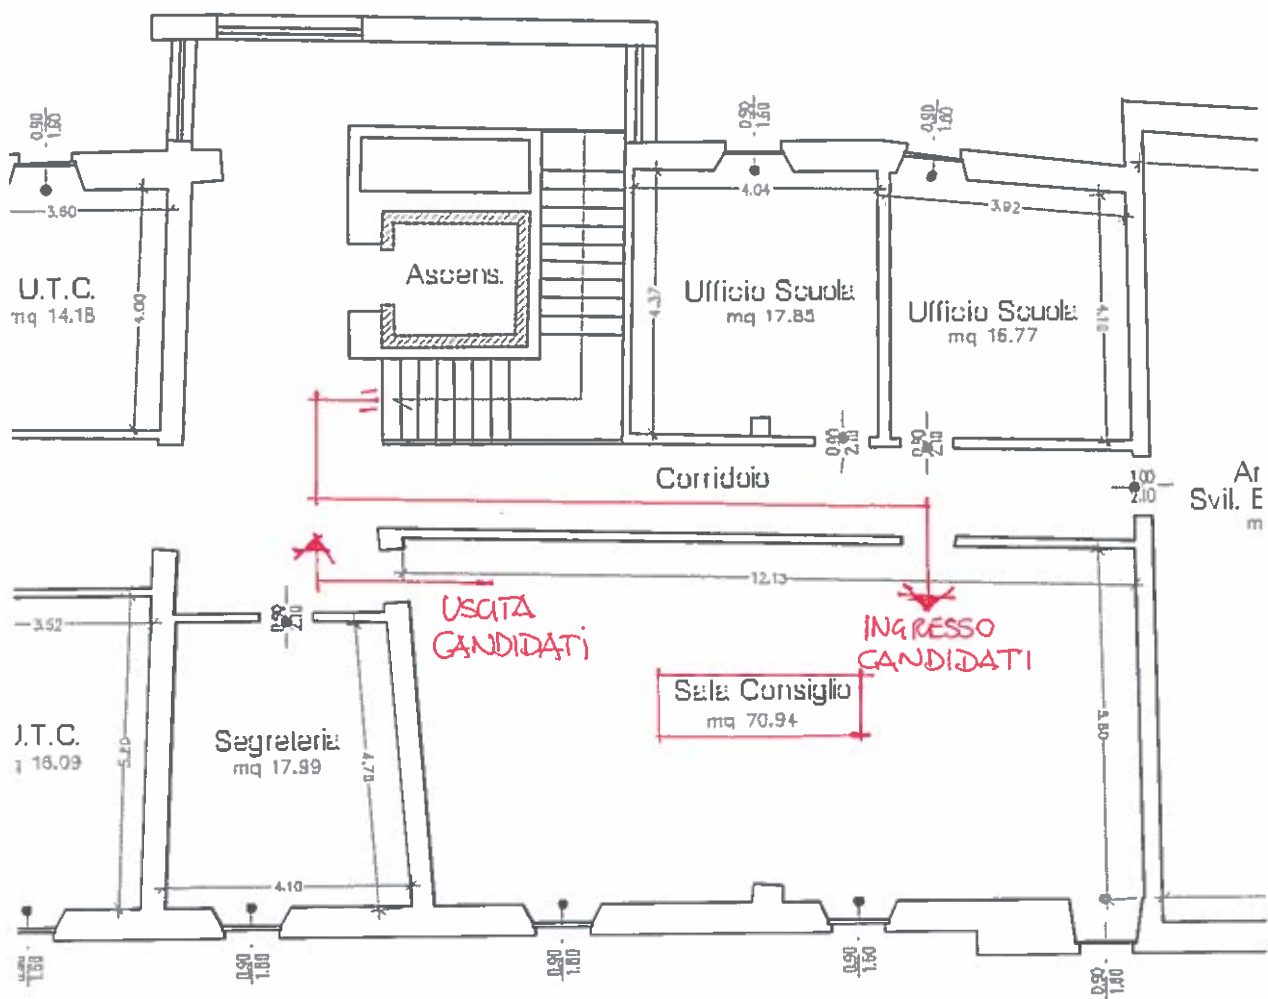 0.90
1.60
0.90
1.60
0.90
1.60
3.60
4.04
3.92
U.T.C.
mq 14.18
4.00
Ascens.
4.37
Ufficio Scuola
mq 17.85
Ufficio Scuola
mq 16.77
4.18
0.90
2.10
0.90
2.10
Corridoio
1.00
2.10
Svil. E
12.13
3.52
0.90
2.10
USCITA
CANDIDATI
INGRESSO
CANDIDATI
Sala Consiglio
mq 70.94
5.80
J.T.C.
16.09
5.20
Segreteria
mq 17.99
4.78
4.10
1.60
0.90
1.60
0.90
1.60
0.90
1.60
0.90
1.60